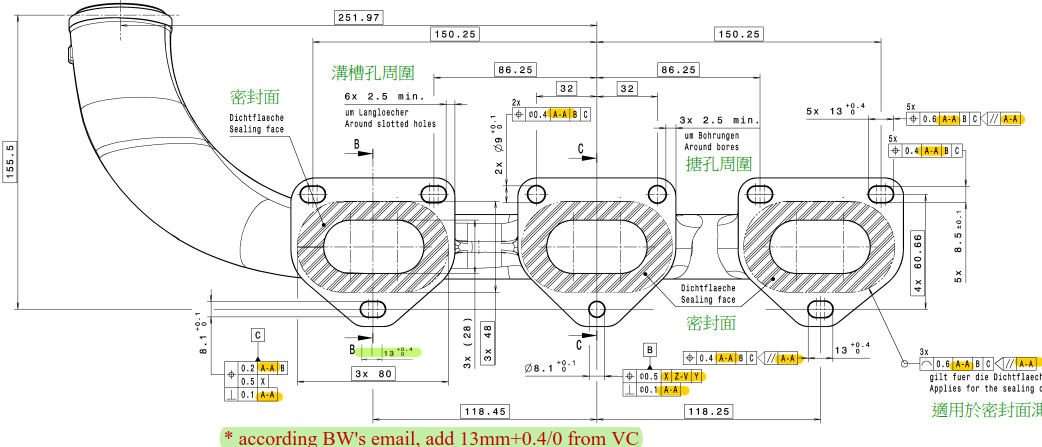 251.97
150.25
150.25
溝槽孔周圍
86.25
86.25
密封面
6x 2.5 min.
32
32
2x
5x 13 +0.4 0
5x
Dichtflaeche
Sealing face
um Langloecher
Around slotted holes
⌖ ⌀0.4 A-A B C
3x 2.5 min.
⌖ 0.6 A-A B C
// A-A
um Bohrungen
Around bores
5x
B
C
2x ⌀9 +0.1 0
搪孔周圍
⌖ 0.4 A-A B C
155.5
4x 60.66
5x 8.5 ±0.1
Dichtflaeche
Sealing face
密封面
8.1 +0.1 0
C
B
C
3x (28)
3x 48
B
13 +0.4 0
⌖ 0.4 A-A B C
// A-A
13 +0.4 0
3x
⌖ 0.2 A-A B
0.5 X
⊥ 0.1 A-A
3x 80
⌀8.1 +0.1 0
⌖ ⌀0.5 X Z-V Y
⊥ ⌀0.1 A-A
⌒ 0.6 A-A B C
// A-A
gilt fuer die Dichtflaech
Applies for the sealing
適用於密封面
118.45
118.25
* according BW's email, add 13mm+0.4/0 from VC